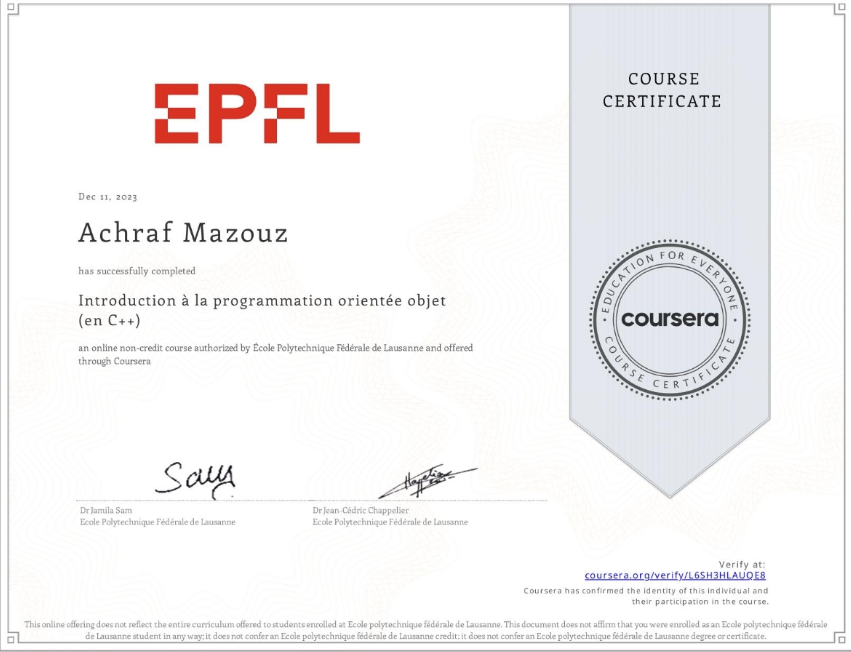 EPFL
COURSE
CERTIFICATE
Dec 11, 2023
Achraf Mazouz
has successfully completed
Introduction à la programmation orientée objet
(en C++)
an online non-credit course authorized by École Polytechnique Fédérale de Lausanne and offered
through Coursera
EDUCATION FOR EVERYONE
coursera
COURSE CERTIFICATE
Dr Jamila Sam
Ecole Polytechnique Fédérale de Lausanne
Dr Jean-Cédric Chappelier
Ecole Polytechnique Fédérale de Lausanne
Verify at:
coursera.org/verify/L6SH3HLAUQE8
Coursera has confirmed the identity of this individual and
their participation in the course.
This online offering does not reflect the entire curriculum offered to students enrolled at Ecole polytechnique fédérale de Lausanne. This document does not affirm that you were enrolled as an Ecole polytechnique fédérale
de Lausanne student in any way; it does not confer an Ecole polytechnique fédérale de Lausanne credit; it does not confer an Ecole polytechnique fédérale de Lausanne degree or certificate.